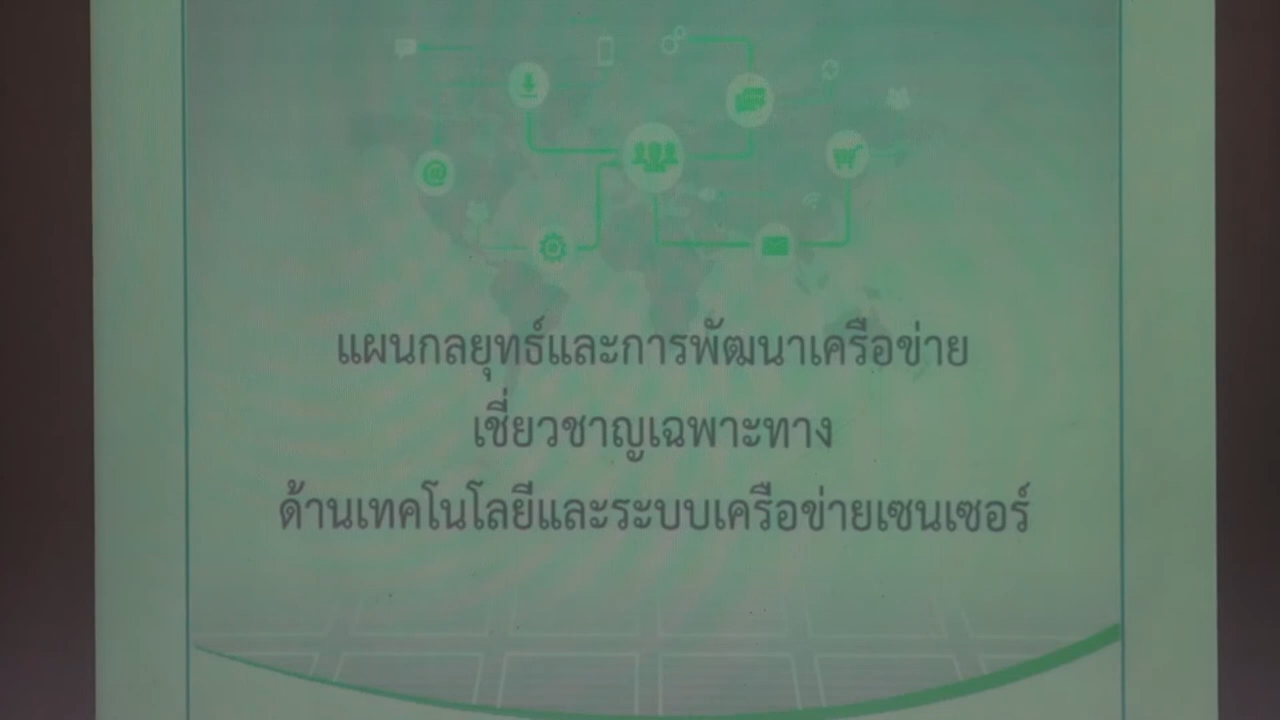 แผนกลยุทธ์และการพัฒนาเครือข่าย
เชี่ยวชาญเฉพาะทาง
ด้านเทคโนโลยีและระบบเครือข่ายเซนเซอร์